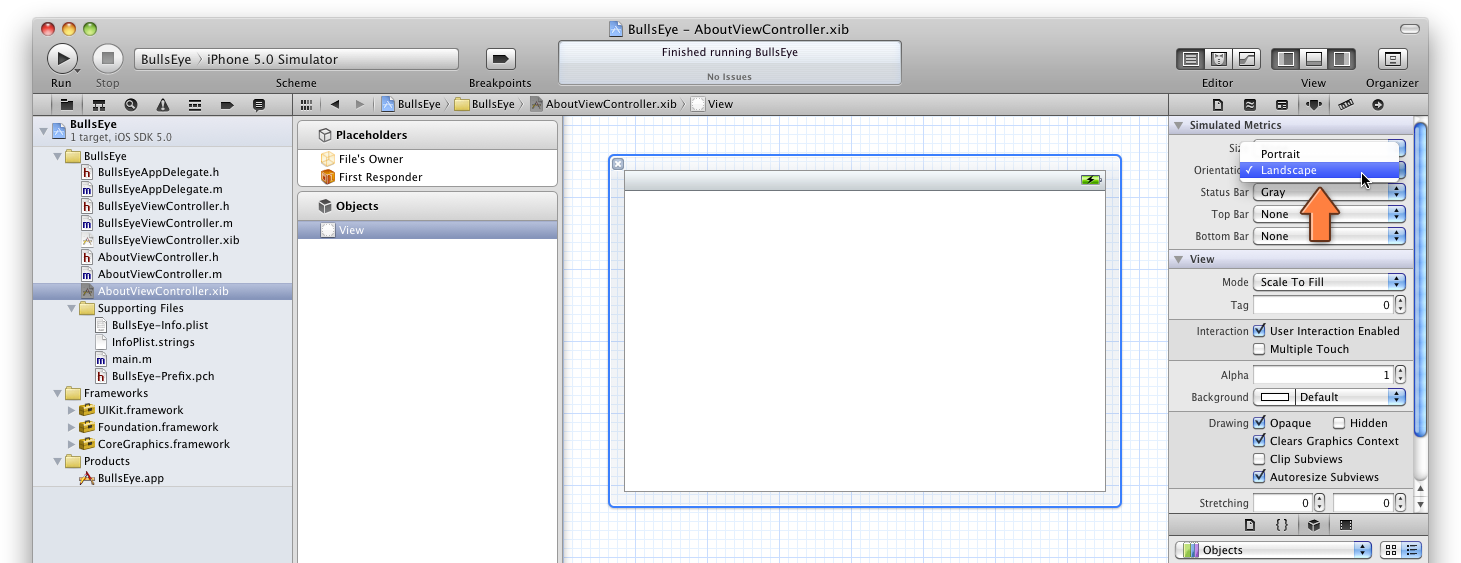 BullsEye – AboutViewController.xib
BullsEye › iPhone 5.0 Simulator
Finished running BullsEye
No Issues
Run
Stop
Scheme
Breakpoints
Editor
View
Organizer
BullsEye
BullsEye
AboutViewController.xib
View
BullsEye
1 target, iOS SDK 5.0
BullsEye
BullsEyeAppDelegate.h
BullsEyeAppDelegate.m
BullsEyeViewController.h
BullsEyeViewController.m
BullsEyeViewController.xib
AboutViewController.h
AboutViewController.m
AboutViewController.xib
Supporting Files
BullsEye-Info.plist
InfoPlist.strings
main.m
BullsEye-Prefix.pch
Frameworks
UIKit.framework
Foundation.framework
CoreGraphics.framework
Products
BullsEye.app
Placeholders
File's Owner
First Responder
Objects
View
Simulated Metrics
Portrait
Landscape
Status Bar Gray
Top Bar None
Bottom Bar None
View
Mode Scale To Fill
Tag 0
Interaction User Interaction Enabled
Multiple Touch
Alpha 1
Background Default
Drawing Opaque Hidden
Clears Graphics Context
Clip Subviews
Autoresize Subviews
Stretching 0 0
Objects